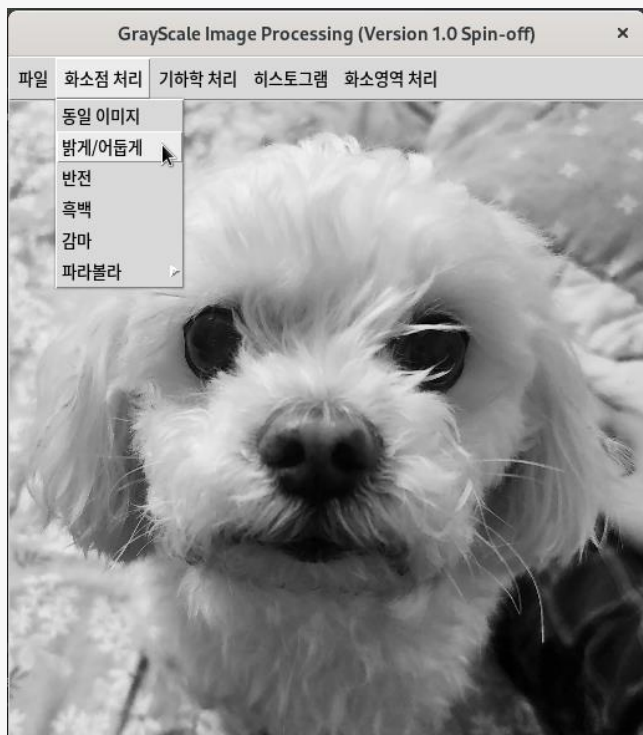 GrayScale Image Processing (Version 1.0 Spin-off)
파일 화소점 처리 기하학 처리 히스토그램 화소영역 처리
동일 이미지
밝게/어둡게
반전
흑백
감마
파라볼라